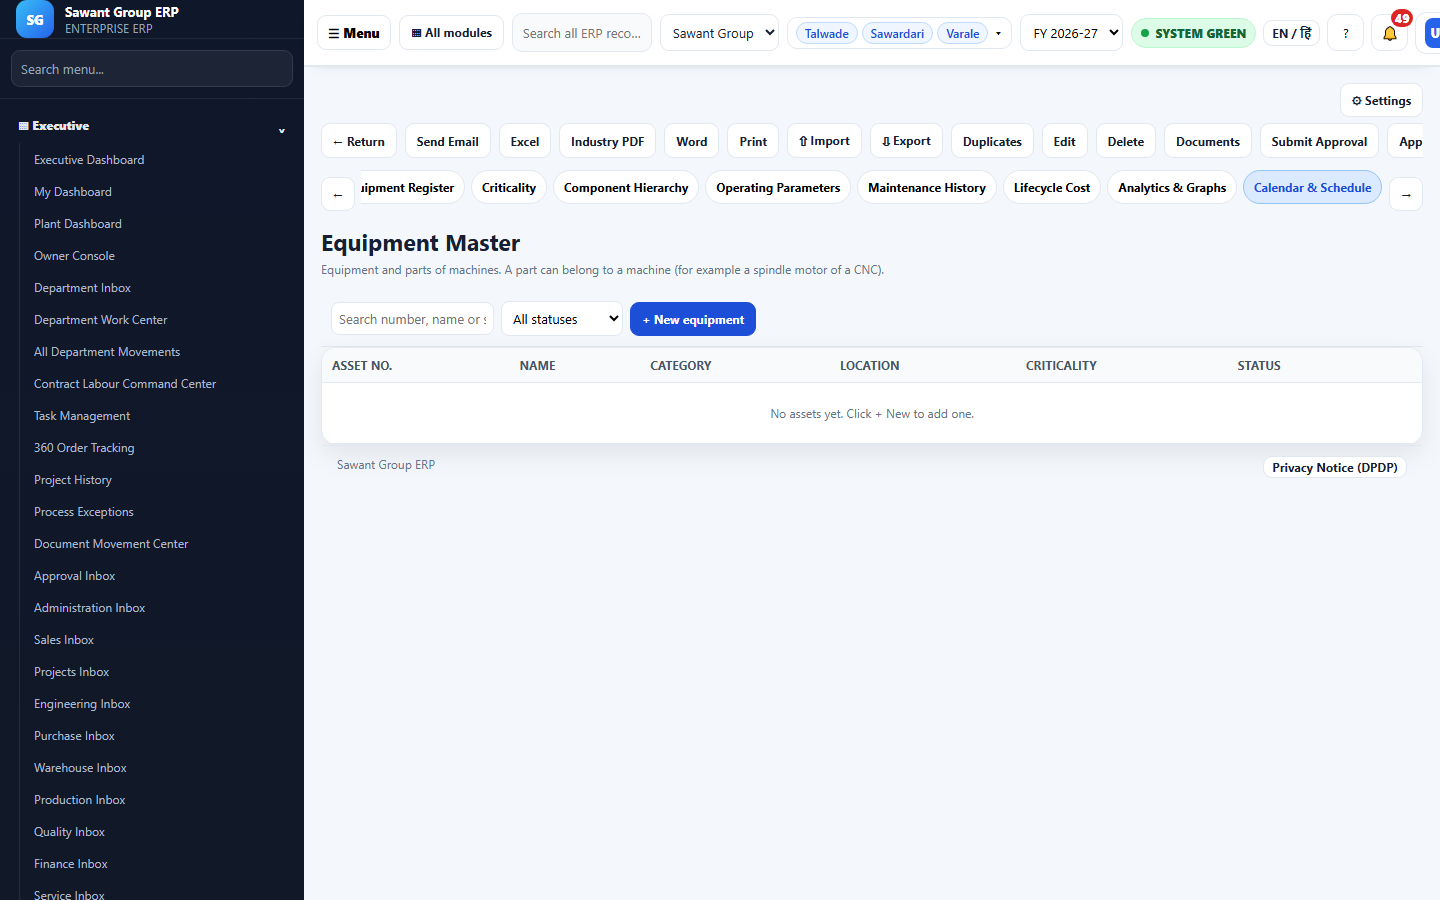 SG
Sawant Group ERP
ENTERPRISE ERP
Search menu...
Executive
Executive Dashboard
My Dashboard
Plant Dashboard
Owner Console
Department Inbox
Department Work Center
All Department Movements
Contract Labour Command Center
Task Management
360 Order Tracking
Project History
Process Exceptions
Document Movement Center
Approval Inbox
Administration Inbox
Sales Inbox
Projects Inbox
Engineering Inbox
Purchase Inbox
Warehouse Inbox
Production Inbox
Quality Inbox
Finance Inbox
Service Inbox
☰ Menu All modules Search all ERP reco... Sawant Group Talwade Sawardari Varale FY 2026-27 SYSTEM GREEN EN / हिं ? 49 U
⚙ Settings
← Return Send Email Excel Industry PDF Word Print ⇧ Import ⇩ Export Duplicates Edit Delete Documents Submit Approval App
← uipment Register Criticality Component Hierarchy Operating Parameters Maintenance History Lifecycle Cost Analytics & Graphs Calendar & Schedule →
Equipment Master
Equipment and parts of machines. A part can belong to a machine (for example a spindle motor of a CNC).
Search number, name or s All statuses + New equipment
ASSET NO. NAME CATEGORY LOCATION CRITICALITY STATUS
No assets yet. Click + New to add one.
Sawant Group ERP Privacy Notice (DPDP)